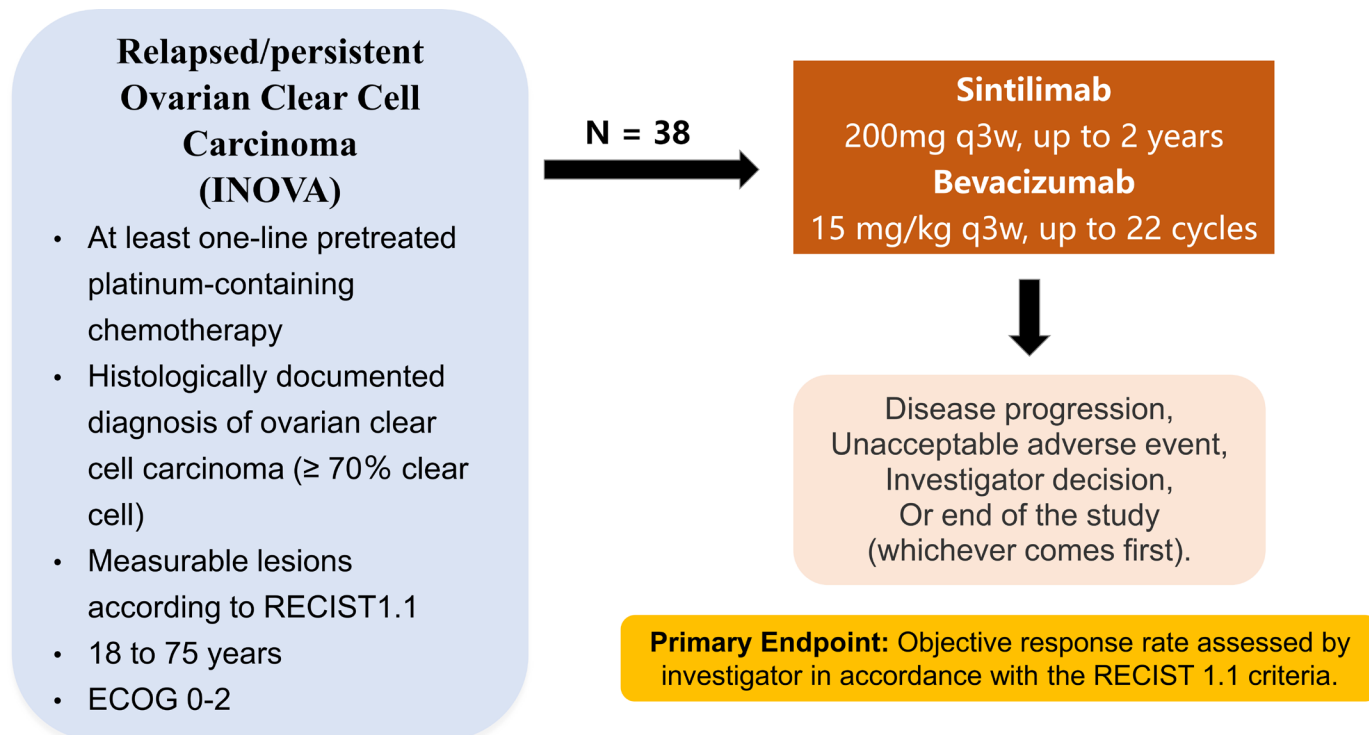 Relapsed/persistent
Ovarian Clear Cell
Carcinoma
(INOVA)
• At least one-line pretreated
platinum-containing
chemotherapy
• Histologically documented
diagnosis of ovarian clear
cell carcinoma (≥ 70% clear
cell)
• Measurable lesions
according to RECIST1.1
• 18 to 75 years
• ECOG 0-2
N = 38
Sintilimab
200mg q3w, up to 2 years
Bevacizumab
15 mg/kg q3w, up to 22 cycles
Disease progression,
Unacceptable adverse event,
Investigator decision,
Or end of the study
(whichever comes first).
Primary Endpoint: Objective response rate assessed by
investigator in accordance with the RECIST 1.1 criteria.